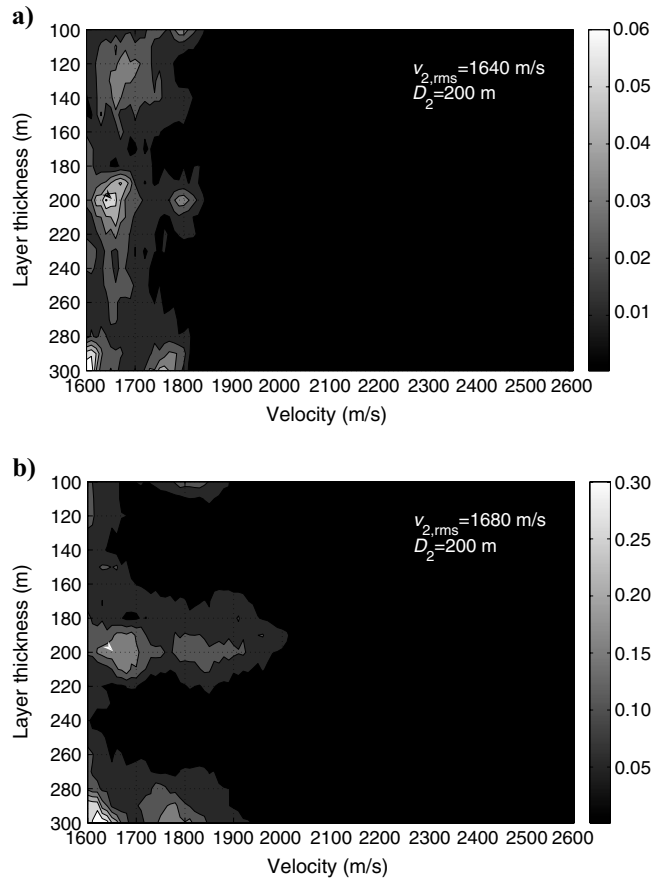 a)
100
120
140
160
180
200
220
240
260
280
300
Layer thickness (m)
v2,rms=1640 m/s
D2=200 m
0.06
0.05
0.04
0.03
0.02
0.01
1600 1700 1800 1900 2000 2100 2200 2300 2400 2500 2600
Velocity (m/s)
b)
100
120
140
160
180
200
220
240
260
280
300
Layer thickness (m)
v2,rms=1680 m/s
D2=200 m
0.30
0.25
0.20
0.15
0.10
0.05
1600 1700 1800 1900 2000 2100 2200 2300 2400 2500 2600
Velocity (m/s)